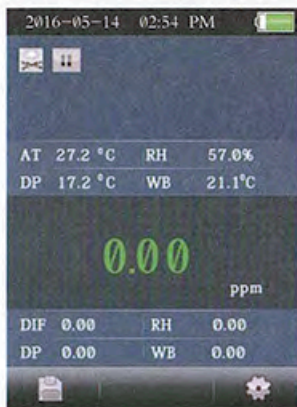 2016-05-14 02:54 PM
AT 27.2 °C RH 57.0%
DP 17.2 °C WB 21.1°C
0.00
ppm
DIF 0.00 RH 0.00
DP 0.00 WB 0.00